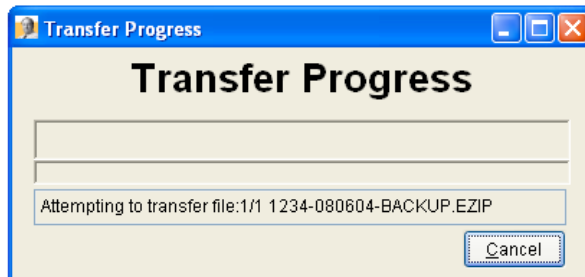 Transfer Progress
Transfer Progress
Attempting to transfer file:1/1 1234-080604-BACKUP.EZIP
Cancel